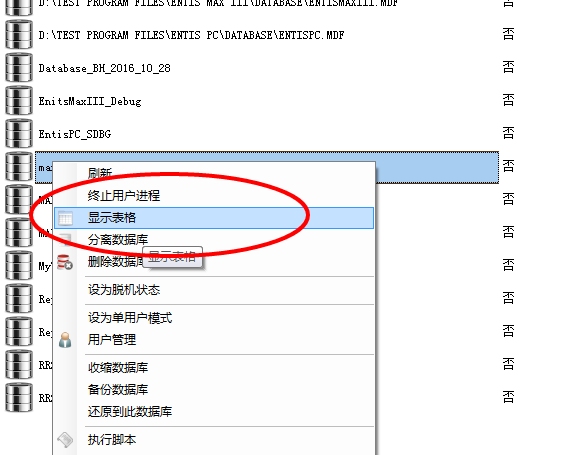 D:\TEST PROGRAM FILES\ENTIS MAX III\DATABASE\ENTISMAXIII.MDF 否
D:\TEST PROGRAM FILES\ENTIS PC\DATABASE\ENTISPC.MDF 否
Database_BH_2016_10_28 否
EnitsMaxIII_Debug 否
EntisPC_SDBG 否
否
否
否
否
否
否
否
否
刷新
终止用户进程
显示表格
分离数据库
显示表格
删除数据库
设为脱机状态
设为单用户模式
用户管理
收缩数据库
备份数据库
还原到此数据库
执行脚本